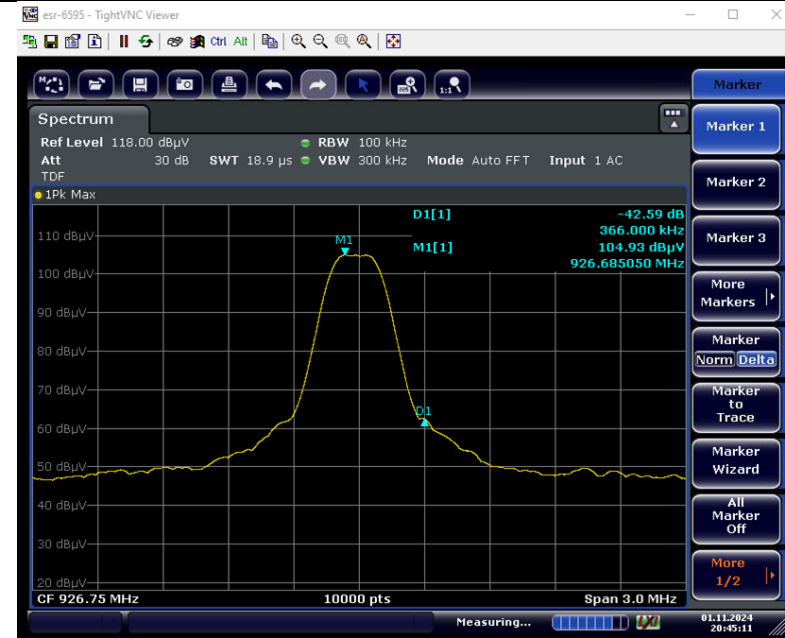 esr-6595 - TightVNC Viewer
Ctrl Alt
1:1
Marker
Spectrum
Ref Level 118.00 dBµV RBW 100 kHz
Att 30 dB SWT 18.9 µs VBW 300 kHz Mode Auto FFT Input 1 AC
TDF
1Pk Max
D1[1] -42.59 dB
366.000 kHz
M1[1] 104.93 dBµV
926.685050 MHz
110 dBµV
M1
100 dBµV
90 dBµV
80 dBµV
70 dBµV
D1
60 dBµV
50 dBµV
40 dBµV
30 dBµV
20 dBµV
CF 926.75 MHz 10000 pts Span 3.0 MHz
Measuring...
Marker 1
Marker 2
Marker 3
More
Markers
Marker
Norm Delta
Marker
to
Trace
Marker
Wizard
All
Marker
Off
More
1/2
01.11.2024
20:45:11